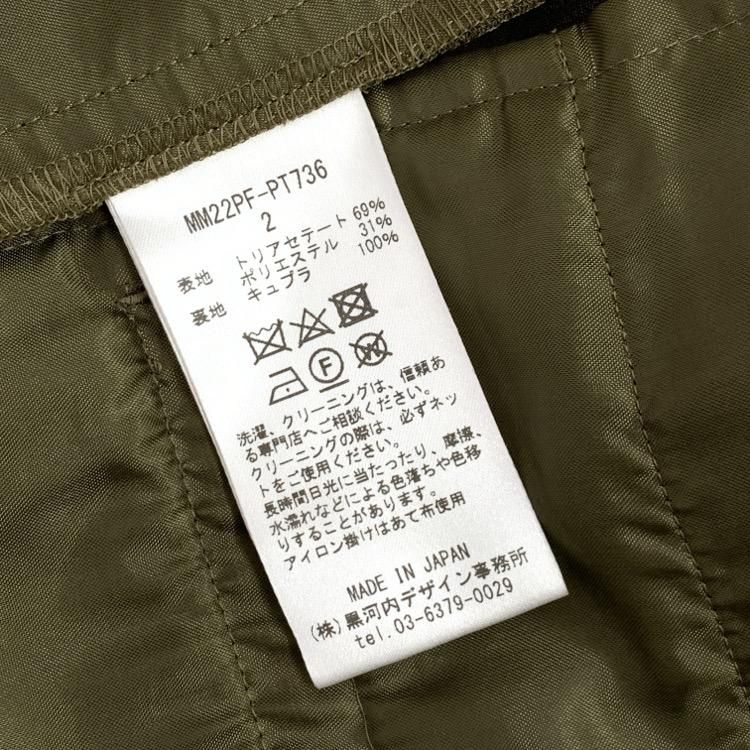 MM22PF-PT736
2
表地 トリアセテート 69%
ポリエステル 31%
裏地 キュプラ 100%
F W
洗濯、クリーニングは、信頼あ
る専門店へご相談ください。
クリーニングの際は、必ずネッ
トをご使用ください。
長時間日光に当たったり、摩擦、
水濡れなどによる色落ちや色移
りすることがあります。
アイロン掛けはあて布使用
MADE IN JAPAN
(株)黒河内デザイン事務所
tel.03-6379-0029